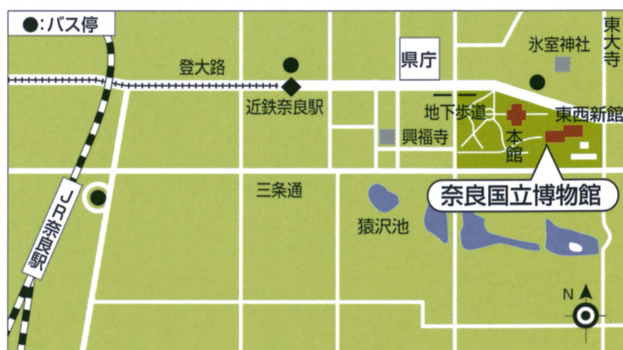 ●:バス停
登大路
近鉄奈良駅
県庁
氷室神社
東大寺
地下歩道
本館
東西新館
興福寺
奈良国立博物館
三条通
猿沢池
JR奈良駅
N